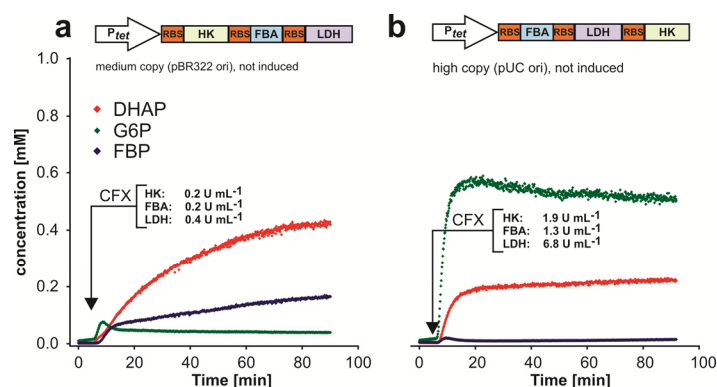 a
P tet RBS HK RBS FBA RBS LDH
medium copy (pBR322 ori), not induced
1.0
0.8
0.6
0.4
0.2
0.0
concentration [mM]
DHAP
G6P
FBP
CFX
HK: 0.2 U mL-1
FBA: 0.2 U mL-1
LDH: 0.4 U mL-1
0 20 40 60 80 100
Time [min]
b
P tet RBS FBA RBS LDH RBS HK
high copy (pUC ori), not induced
CFX
HK: 1.9 U mL-1
FBA: 1.3 U mL-1
LDH: 6.8 U mL-1
0 20 40 60 80 100
Time [min]